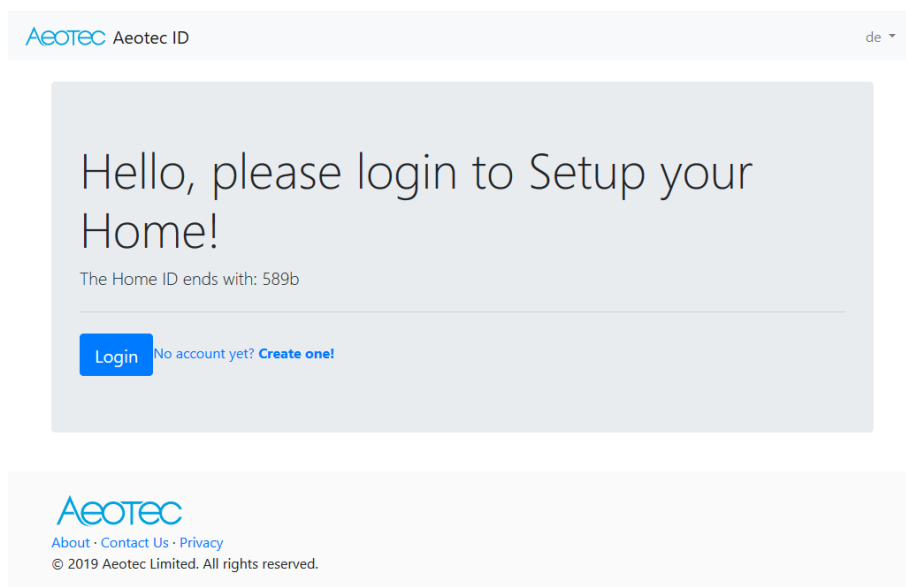 AEOTEC Aeotec ID
de
Hello, please login to Setup your
Home!
The Home ID ends with: 589b
Login No account yet? Create one!
AEOTEC
About · Contact Us · Privacy
© 2019 Aeotec Limited. All rights reserved.